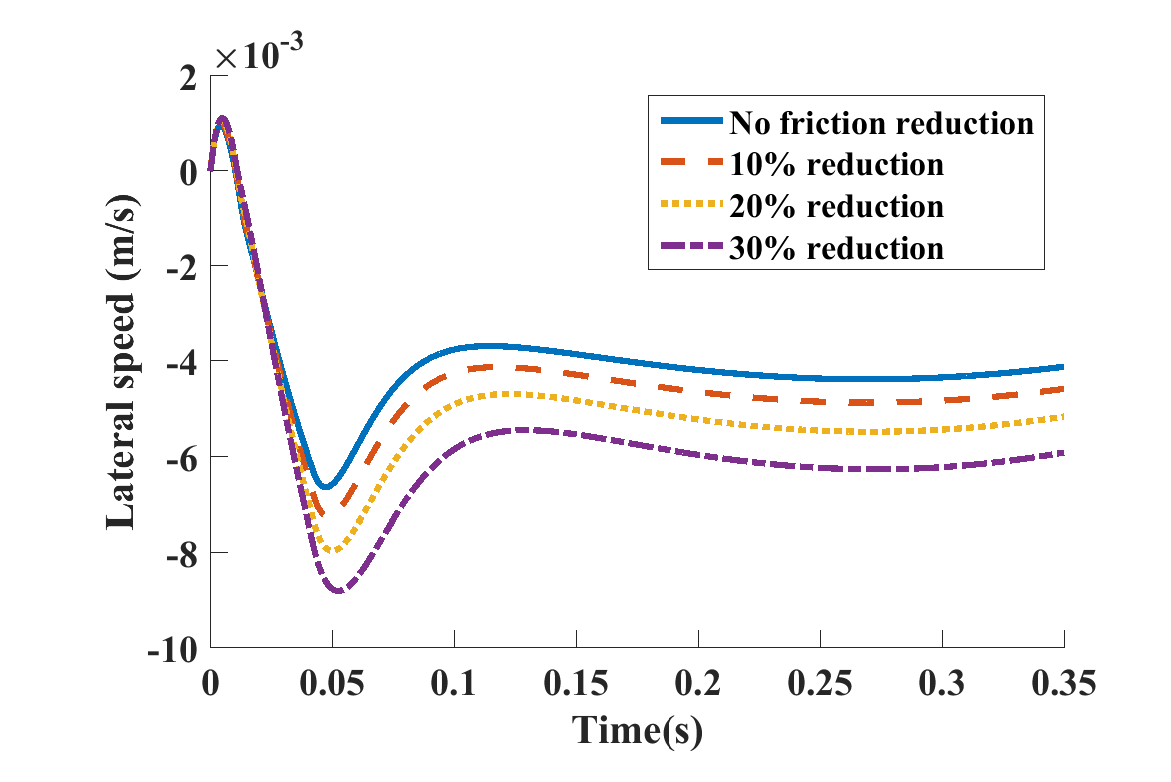 ×10-3
2
0
-2
-4
-6
-8
-10
Lateral speed (m/s)
No friction reduction
10% reduction
20% reduction
30% reduction
0 0.05 0.1 0.15 0.2 0.25 0.3 0.35
Time(s)